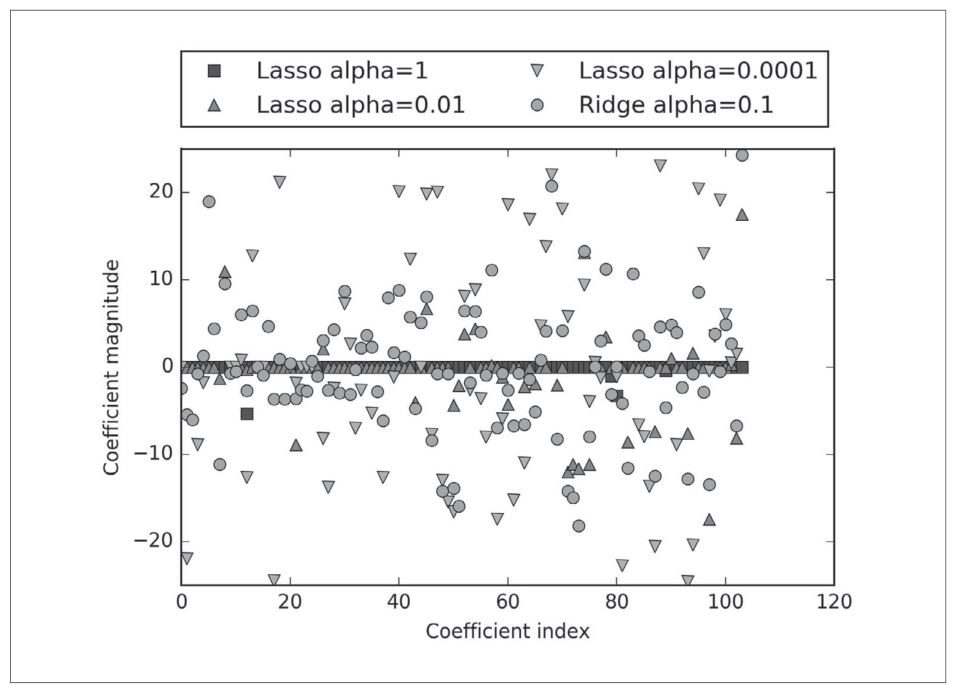 Lasso alpha=1 Lasso alpha=0.0001
Lasso alpha=0.01 Ridge alpha=0.1
20
10
0
−10
−20
Coefficient magnitude
0 20 40 60 80 100 120
Coefficient index